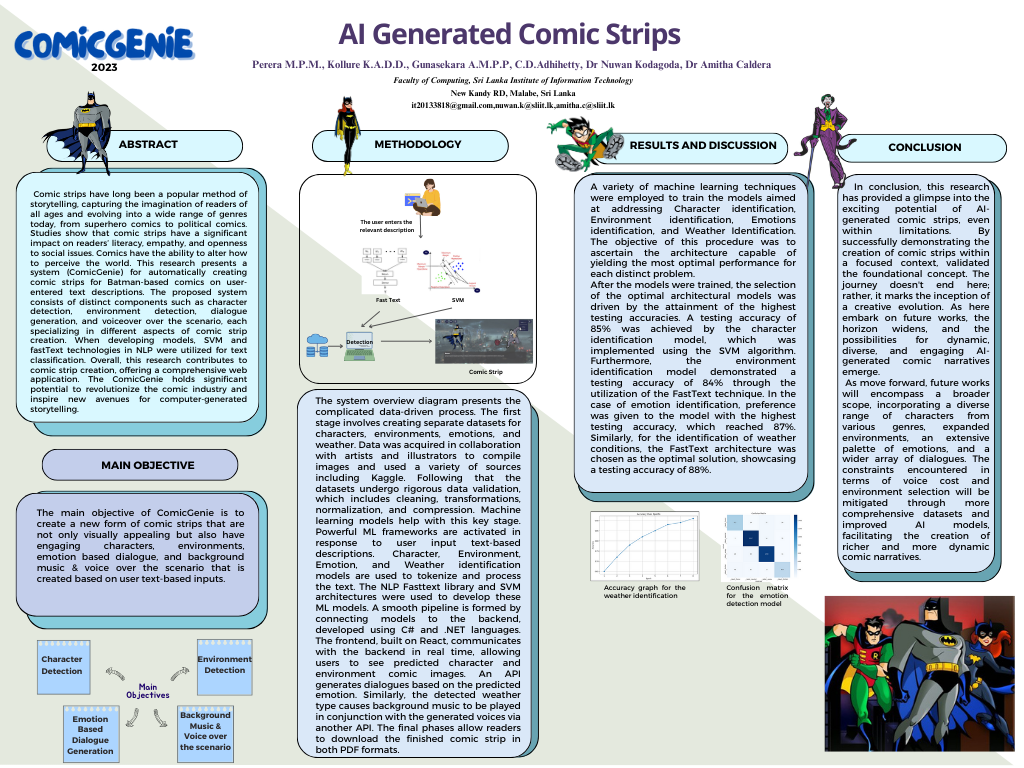 COMiCGENiE
2023
AI Generated Comic Strips
Perera M.P.M., Kollure K.A.D.D., Gunasekara A.M.P.P, C.D.Adhihetty, Dr Nuwan Kodagoda, Dr Amitha Caldera
Faculty of Computing, Sri Lanka Institute of Information Technology
New Kandy RD, Malabe, Sri Lanka
it20133818@gmail.com,nuwan.k@sliit.lk,amitha.c@sliit.lk
ABSTRACT
Comic strips have long been a popular method of
storytelling, capturing the imagination of readers of
all ages and evolving into a wide range of genres
today, from superhero comics to political comics.
Studies show that comic strips have a significant
impact on readers' literacy, empathy, and openness
to social issues. Comics have the ability to alter how
to perceive the world. This research presents a
system (ComicGenie) for automatically creating
comic strips for Batman-based comics on user-
entered text descriptions. The proposed system
consists of distinct components such as character
detection, environment detection, dialogue
generation, and voiceover over the scenario, each
specializing in different aspects of comic strip
creation. When developing models, SVM and
fastText technologies in NLP were utilized for text
classification. Overall, this research contributes to
comic strip creation, offering a comprehensive web
application. The ComicGenie holds significant
potential to revolutionize the comic industry and
inspire new avenues for computer-generated
storytelling.
MAIN OBJECTIVE
The main objective of ComicGenie is to
create a new form of comic strips that are
not only visually appealing but also have
engaging characters, environments,
emotion based dialogue, and background
music & voice over the scenario that is
created based on user text-based inputs.
Character
Detection
Environment
Detection
Main
Objectives
Emotion
Based
Dialogue
Generation
Background
Music &
Voice over
the scenario
METHODOLOGY
The user enters the
relevant description
Fast Text
SVM
Detection
Comic Strip
The system overview diagram presents the
complicated data-driven process. The first
stage involves creating separate datasets for
characters, environments, emotions, and
weather. Data was acquired in collaboration
with artists and illustrators to compile
images and used a variety of sources
including Kaggle. Following that the
datasets undergo rigorous data validation,
which includes cleaning, transformations,
normalization, and compression. Machine
learning models help with this key stage.
Powerful ML frameworks are activated in
response to user input text-based
descriptions. Character, Environment,
Emotion, and Weather identification
models are used to tokenize and process
the text. The NLP Fasttext library and SVM
architectures were used to develop these
ML models. A smooth pipeline is formed by
connecting models to the backend,
developed using C# and .NET languages.
The frontend, built on React, communicates
with the backend in real time, allowing
users to see predicted character and
environment comic images. An API
generates dialogues based on the predicted
emotion. Similarly, the detected weather
type causes background music to be played
in conjunction with the generated voices via
another API. The final phases allow readers
to download the finished comic strip in
both PDF formats.
RESULTS AND DISCUSSION
A variety of machine learning techniques
were employed to train the models aimed
at addressing Character identification,
Environment identification, Emotions
identification, and Weather Identification.
The objective of this procedure was to
ascertain the architecture capable of
yielding the most optimal performance for
each distinct problem.
After the models were trained, the selection
of the optimal architectural models was
driven by the attainment of the highest
testing accuracies. A testing accuracy of
85% was achieved by the character
identification model, which was
implemented using the SVM algorithm.
Furthermore, the environment
identification model demonstrated a
testing accuracy of 84% through the
utilization of the FastText technique. In the
case of emotion identification, preference
was given to the model with the highest
testing accuracy, which reached 87%.
Similarly, for the identification of weather
conditions, the FastText architecture was
chosen as the optimal solution, showcasing
a testing accuracy of 88%.
Accuracy graph for the
weather identification
Confusion matrix
for the emotion
detection model
CONCLUSION
In conclusion, this research
has provided a glimpse into the
exciting potential of AI-
generated comic strips, even
within limitations. By
successfully demonstrating the
creation of comic strips within
a focused context, validated
the foundational concept. The
journey doesn't end here;
rather, it marks the inception of
a creative evolution. As here
embark on future works, the
horizon widens, and the
possibilities for dynamic,
diverse, and engaging AI-
generated comic narratives
emerge.
As move forward, future works
will encompass a broader
scope, incorporating a diverse
range of characters from
various genres, expanded
environments, an extensive
palette of emotions, and a
wider array of dialogues. The
constraints encountered in
terms of voice cost and
environment selection will be
mitigated through more
comprehensive datasets and
improved AI models,
facilitating the creation of
richer and more dynamic
comic narratives.